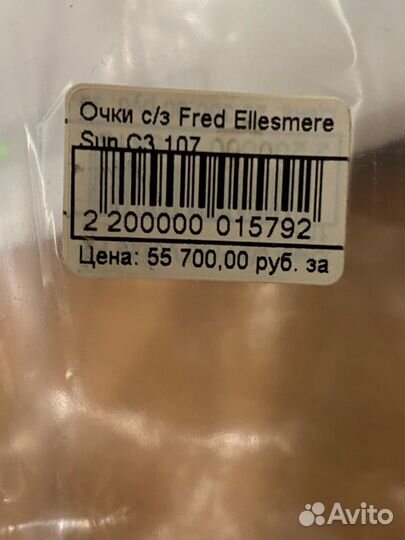 Очки с/з Fred Ellesmere
Sun C3 107
2 200000 015792
Цена: 55 700,00 руб. за
Avito